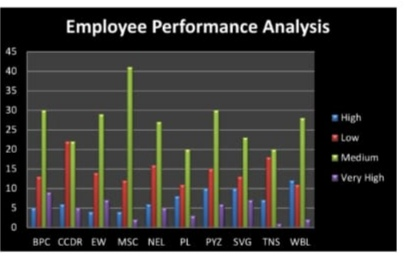 Employee Performance Analysis
45
40
35
30
25
20
15
10
5
0
BPC CCDR EW MSC NEL PL PYZ SVG TNS WBL
High
Low
Medium
Very High